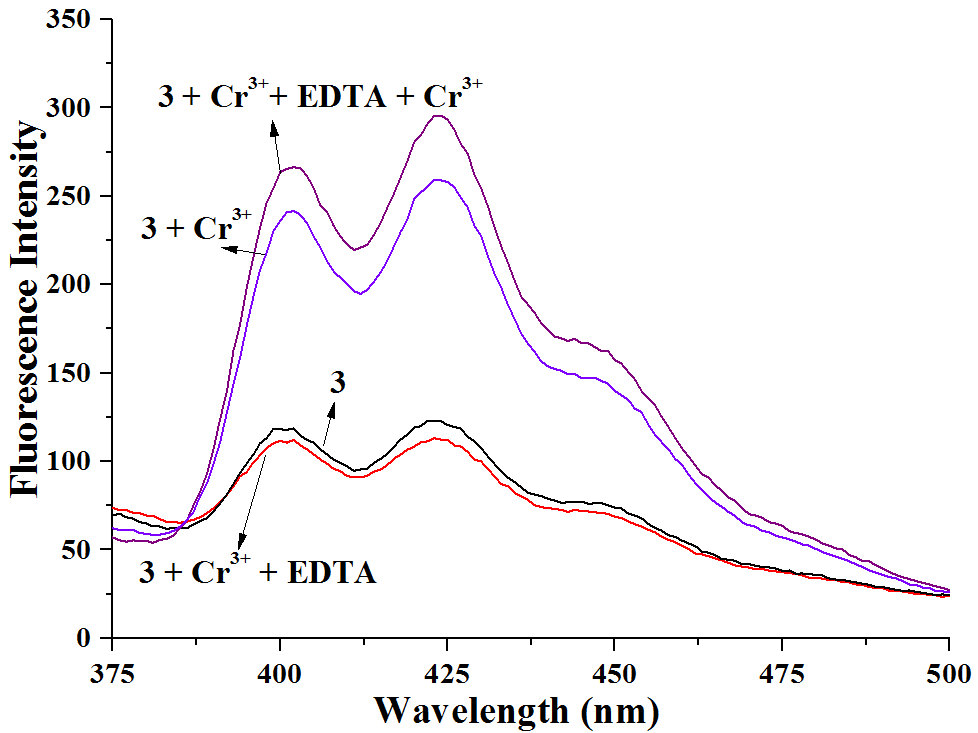 350
300
250
200
150
100
50
0
Fluorescence Intensity
3 + Cr³⁺+ EDTA + Cr³⁺
3 + Cr³⁺
3
3 + Cr³⁺ + EDTA
375 400 425 450 475 500
Wavelength (nm)